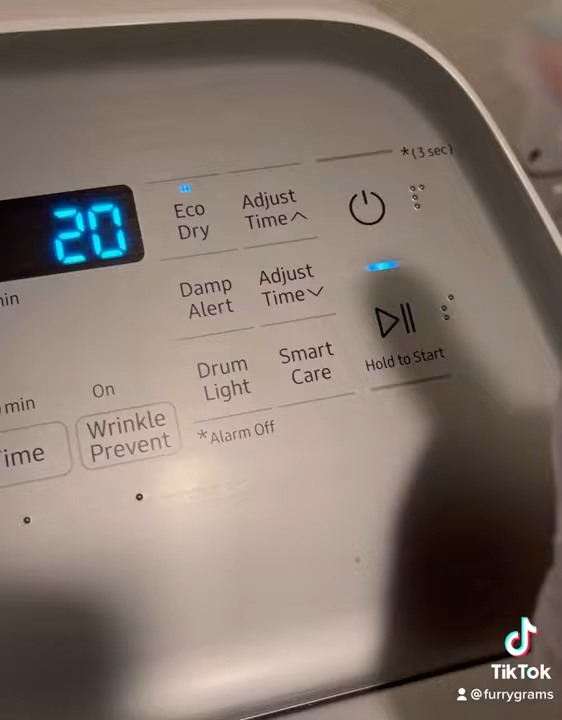 *(3 sec)
20
Eco
Dry
Adjust
Time
min
Damp
Alert
Adjust
Time
Drum
Light
Smart
Care
Hold to Start
min
On
Time
Wrinkle
Prevent
*Alarm Off
TikTok
@furrygrams